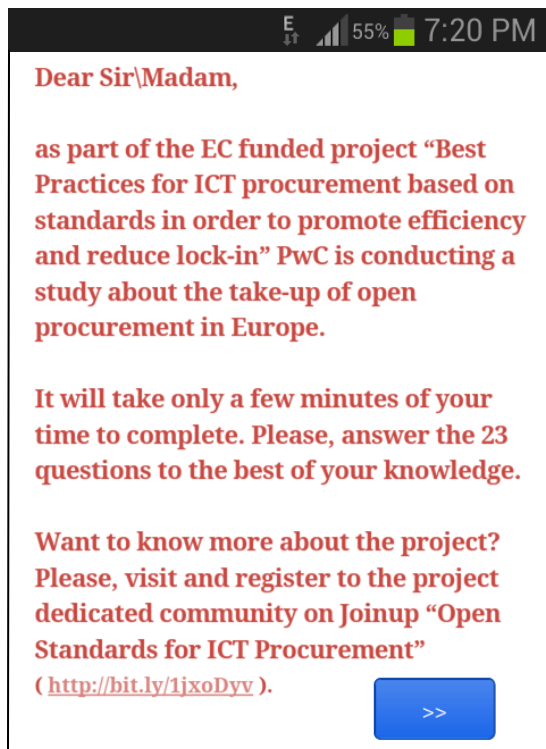 E 55% 7:20 PM
Dear Sir\Madam,
as part of the EC funded project “Best
Practices for ICT procurement based on
standards in order to promote efficiency
and reduce lock-in” PwC is conducting a
study about the take-up of open
procurement in Europe.
It will take only a few minutes of your
time to complete. Please, answer the 23
questions to the best of your knowledge.
Want to know more about the project?
Please, visit and register to the project
dedicated community on Joinup “Open
Standards for ICT Procurement”
( http://bit.ly/1jxoDyv ).
>>